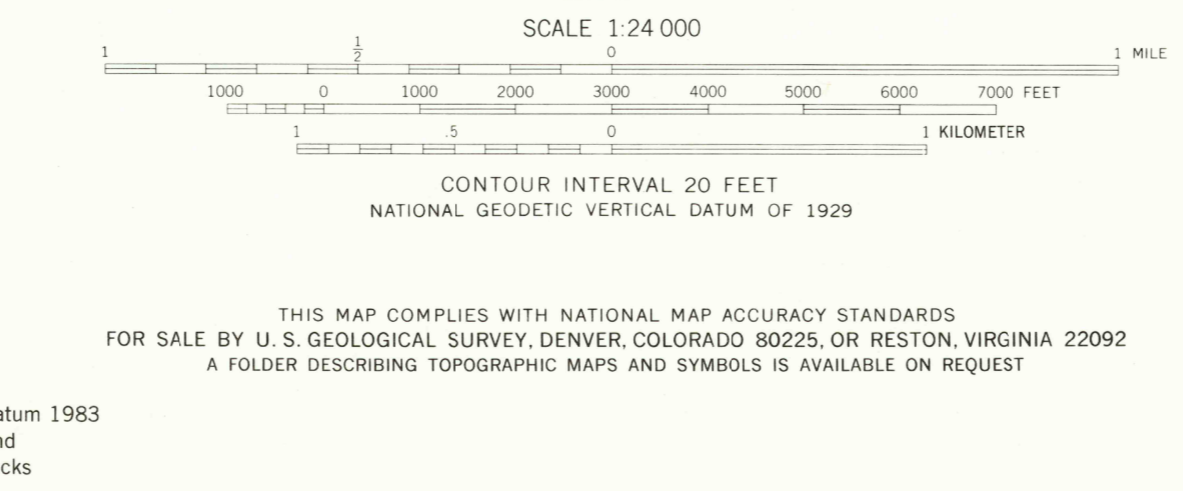 SCALE 1:24 000
1 1/2 0 1 MILE
1000 0 1000 2000 3000 4000 5000 6000 7000 FEET
1 .5 0 1 KILOMETER
CONTOUR INTERVAL 20 FEET
NATIONAL GEODETIC VERTICAL DATUM OF 1929
THIS MAP COMPLIES WITH NATIONAL MAP ACCURACY STANDARDS
FOR SALE BY U. S. GEOLOGICAL SURVEY, DENVER, COLORADO 80225, OR RESTON, VIRGINIA 22092
A FOLDER DESCRIBING TOPOGRAPHIC MAPS AND SYMBOLS IS AVAILABLE ON REQUEST
atum 1983
nd
cks